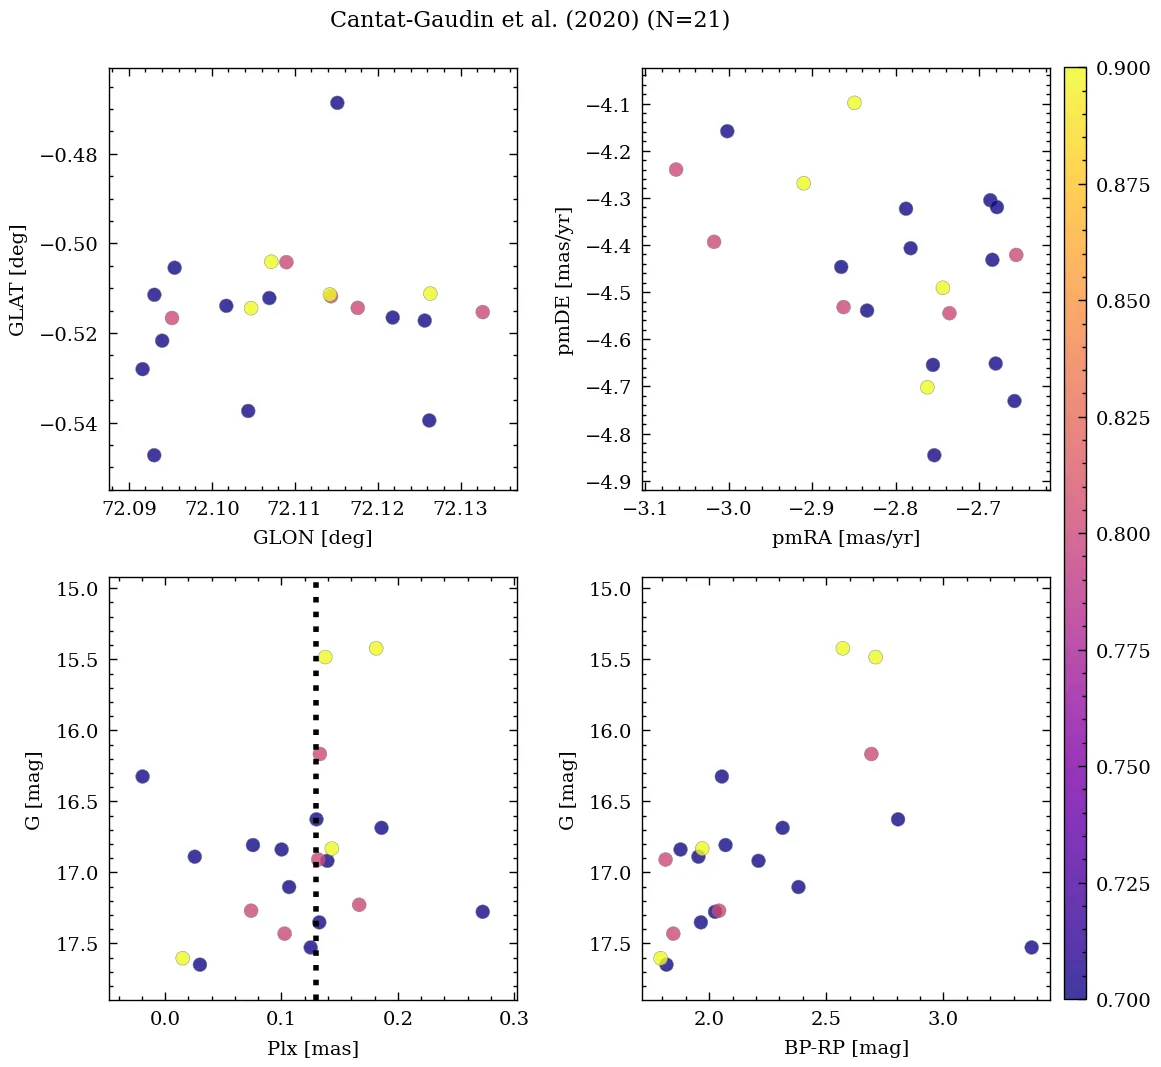 Cantat-Gaudin et al. (2020) (N=21)
−0.48
−0.50
−0.52
−0.54
GLAT [deg]
72.09 72.10 72.11 72.12 72.13
GLON [deg]
−4.1
−4.2
−4.3
−4.4
−4.5
−4.6
−4.7
−4.8
−4.9
pmDE [mas/yr]
−3.1 −3.0 −2.9 −2.8 −2.7
pmRA [mas/yr]
15.0
15.5
16.0
16.5
17.0
17.5
G [mag]
0.0 0.1 0.2 0.3
Plx [mas]
15.0
15.5
16.0
16.5
17.0
17.5
G [mag]
2.0 2.5 3.0
BP-RP [mag]
0.900
0.875
0.850
0.825
0.800
0.775
0.750
0.725
0.700